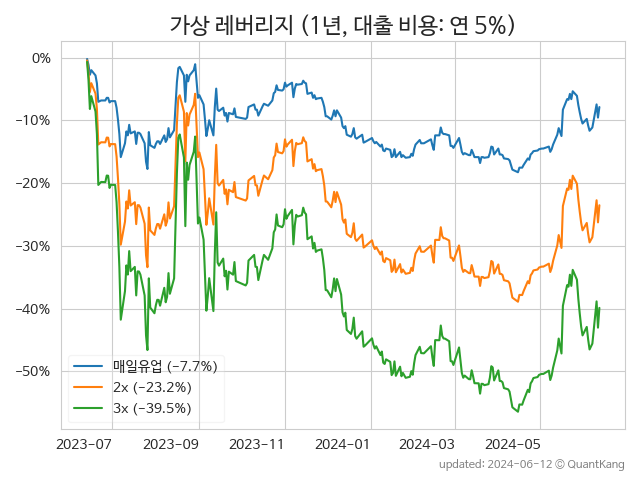 가상 레버리지 (1년, 대출 비용: 연 5%)
0%
−10%
−20%
−30%
−40%
−50%
매일유업 (−7.7%)
2x (−23.2%)
3x (−39.5%)
2023-07 2023-09 2023-11 2024-01 2024-03 2024-05
updated: 2024-06-12 © QuantKang